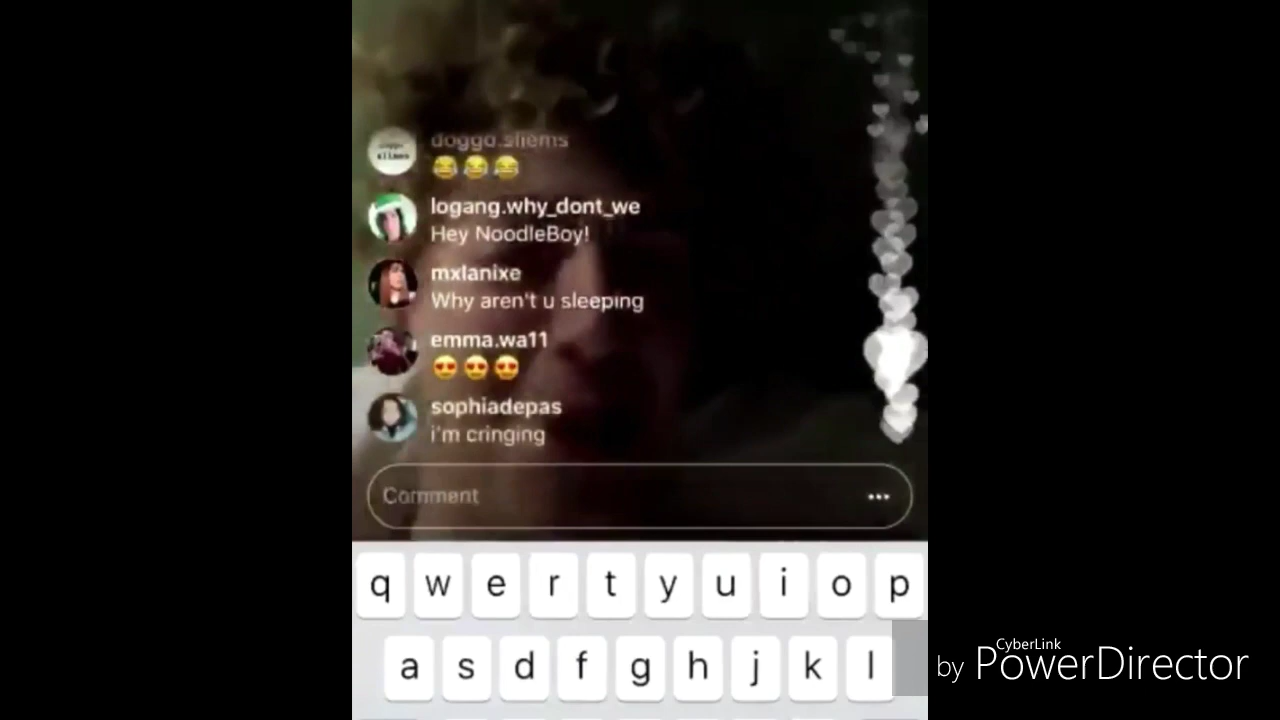 doggo.sliems
😂😂😂
logang.why_dont_we
Hey NoodleBoy!
mxlanixe
Why aren't u sleeping
emma.wa11
😍😍😍
sophiadepas
i'm cringing
Comment
q w e r t y u i o p
a s d f g h j k l
CyberLink
by PowerDirector